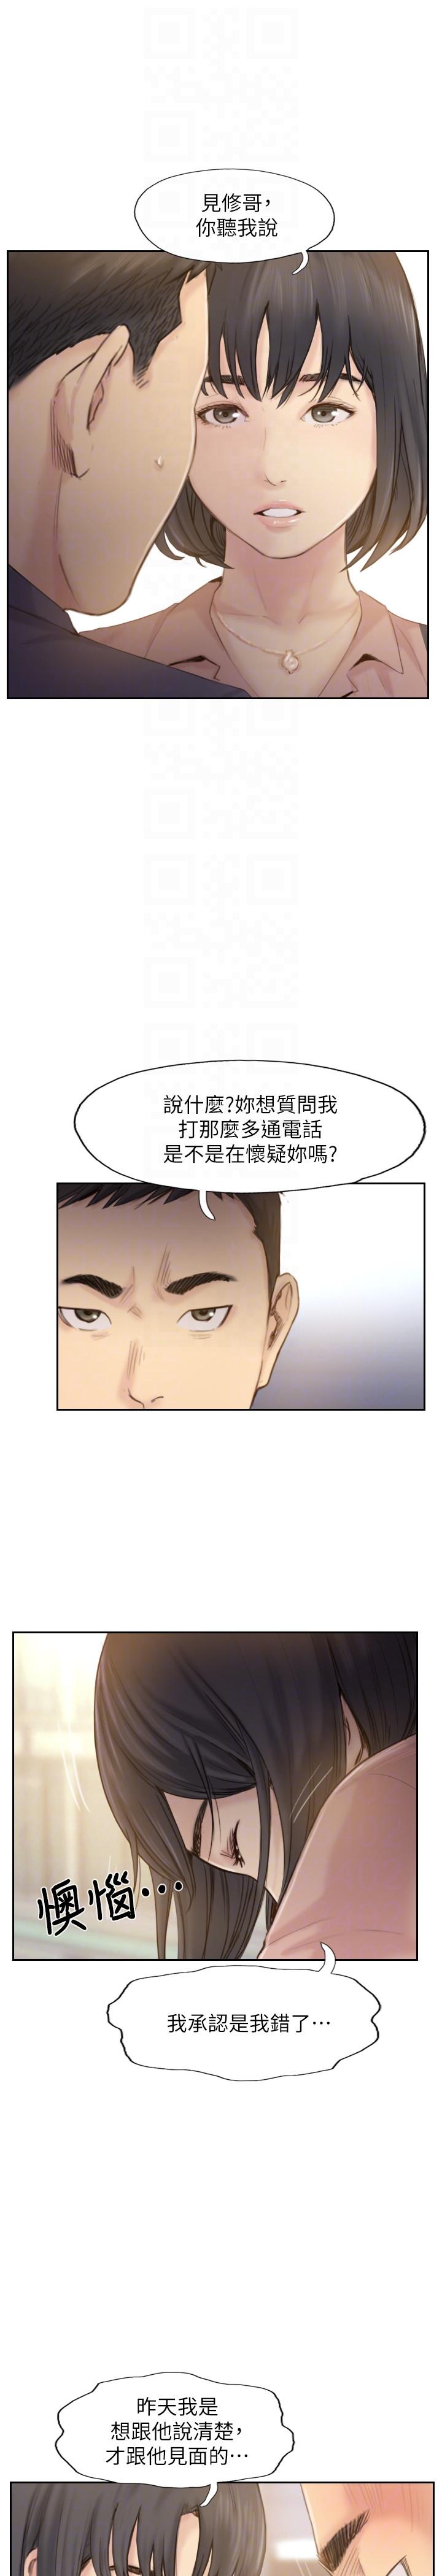 見修哥,
你聽我說
說什麼?妳想質問我
打那麼多通電話
是不是在懷疑妳嗎?
懊惱…
我承認是我錯了…
昨天我是
想跟他說清楚,
才跟他見面的…